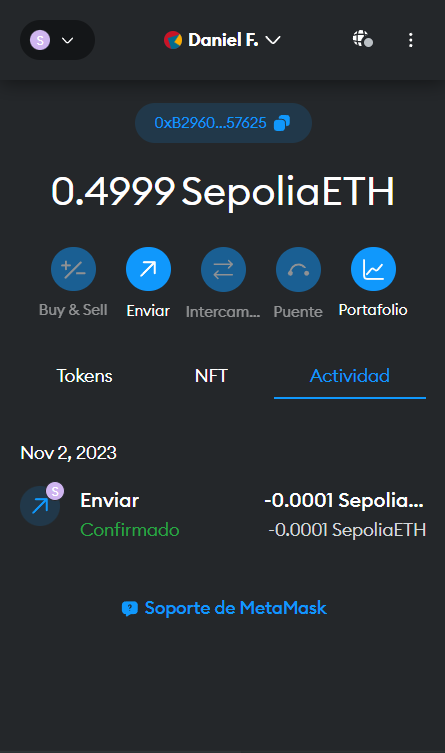 S
Daniel F.
0xB2960...57625
0.4999 SepoliaETH
Buy & Sell
Enviar
Intercam...
Puente
Portafolio
Tokens
NFT
Actividad
Nov 2, 2023
S
Enviar
-0.0001 Sepolia...
Confirmado
-0.0001 SepoliaETH
Soporte de MetaMask